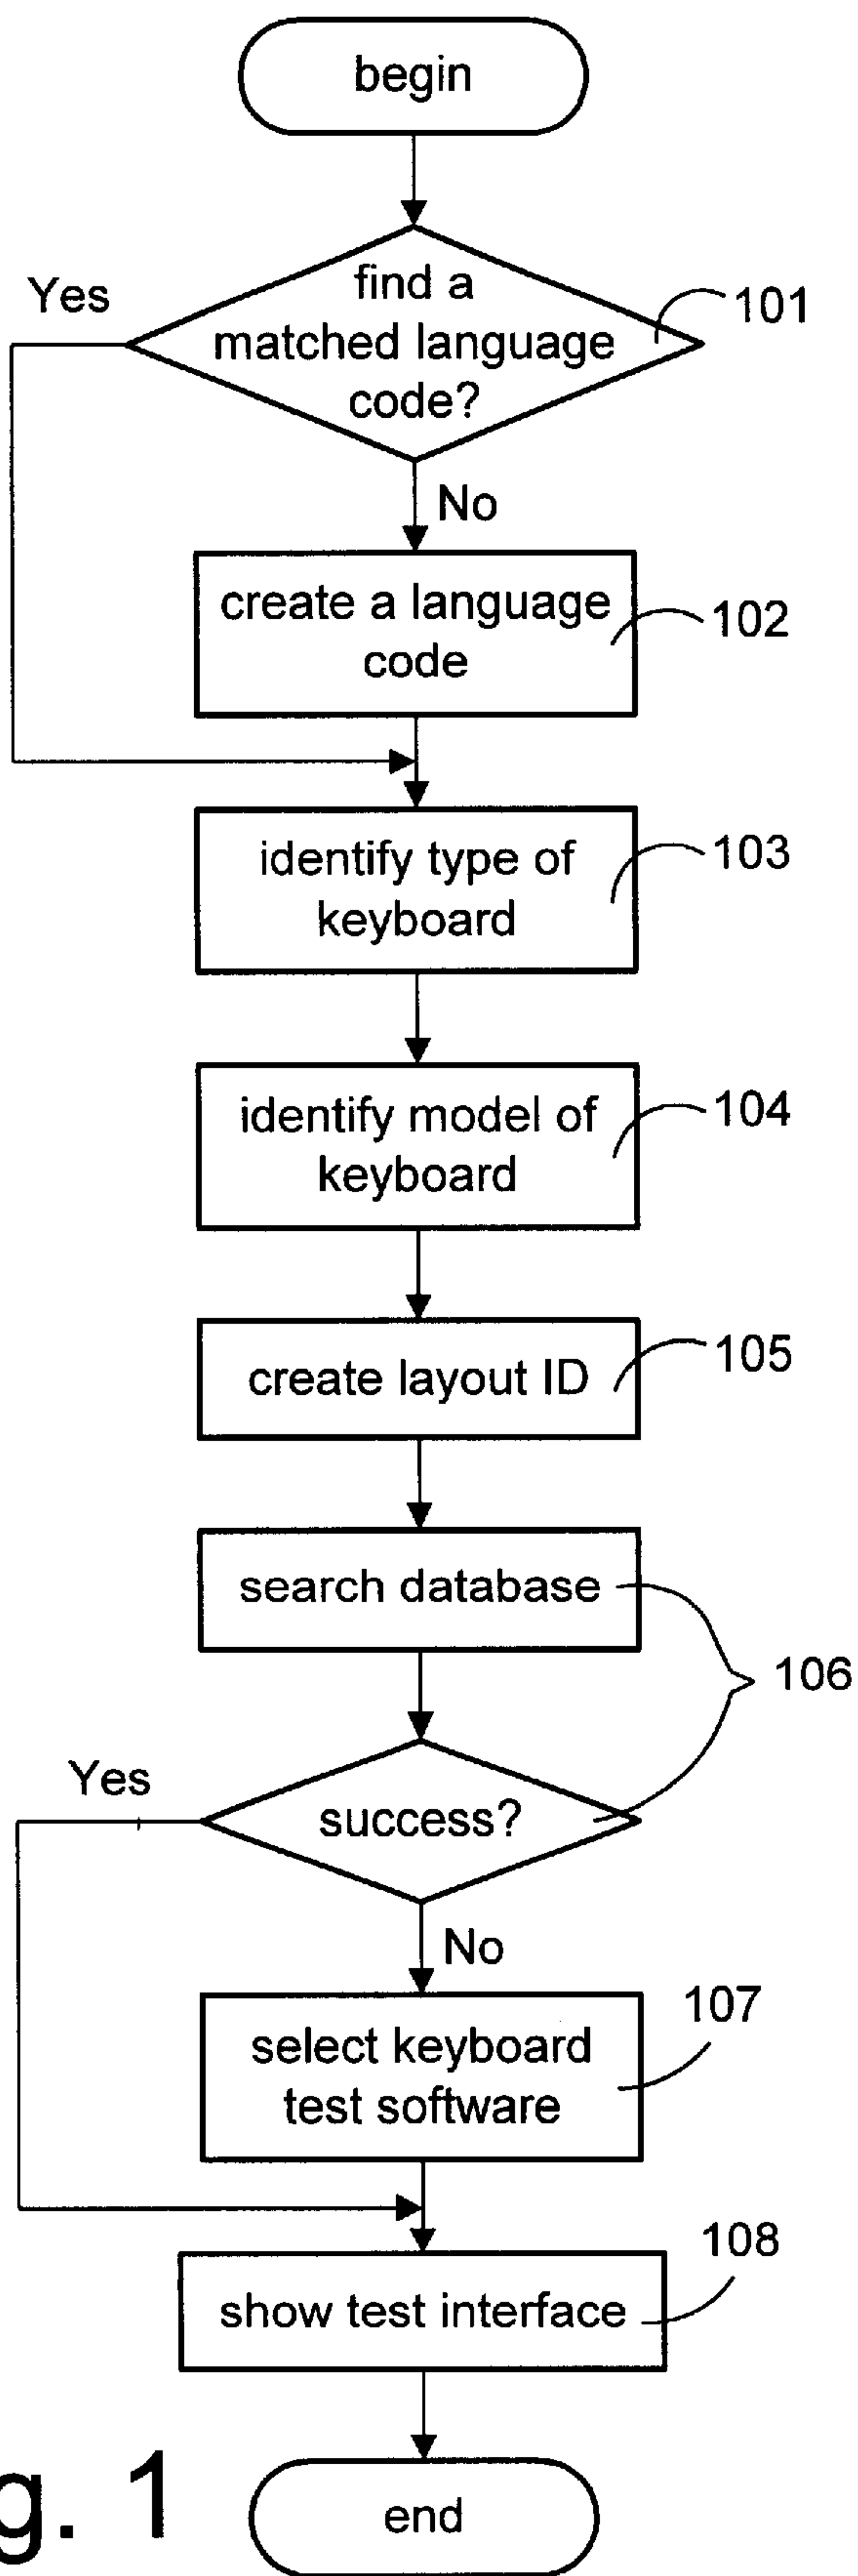 begin
find a
matched language
code?
Yes
101
No
create a language
code
102
identify type of
keyboard
103
identify model of
keyboard
104
create layout ID
105
search database
106
success?
Yes
No
select keyboard
test software
107
show test interface
108
end
g. 1